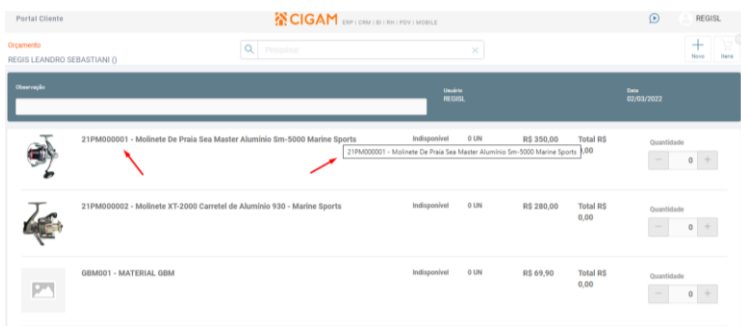 Portal Cliente
CIGAM ERP | CRM | BI | RH | PDV | MOBILE
REGISL
Orçamento
REGIS LEANDRO SEBASTIANI ()
Pesquisar
Novo
Itens
Observação
Usuário
REGISL
Data
02/03/2022
21PM000001 - Molinete De Praia Sea Master Alumínio Sm-5000 Marine Sports
Indisponível 0 UN R$ 350,00 Total R$
0,00
Quantidade
- 0 +
21PM000001 - Molinete De Praia Sea Master Alumínio Sm-5000 Marine Sports
21PM000002 - Molinete XT-2000 Carretel de Alumínio 930 - Marine Sports
Indisponível 0 UN R$ 280,00 Total R$
0,00
Quantidade
- 0 +
GBM001 - MATERIAL GBM
Indisponível 0 UN R$ 69,90 Total R$
0,00
Quantidade
- 0 +